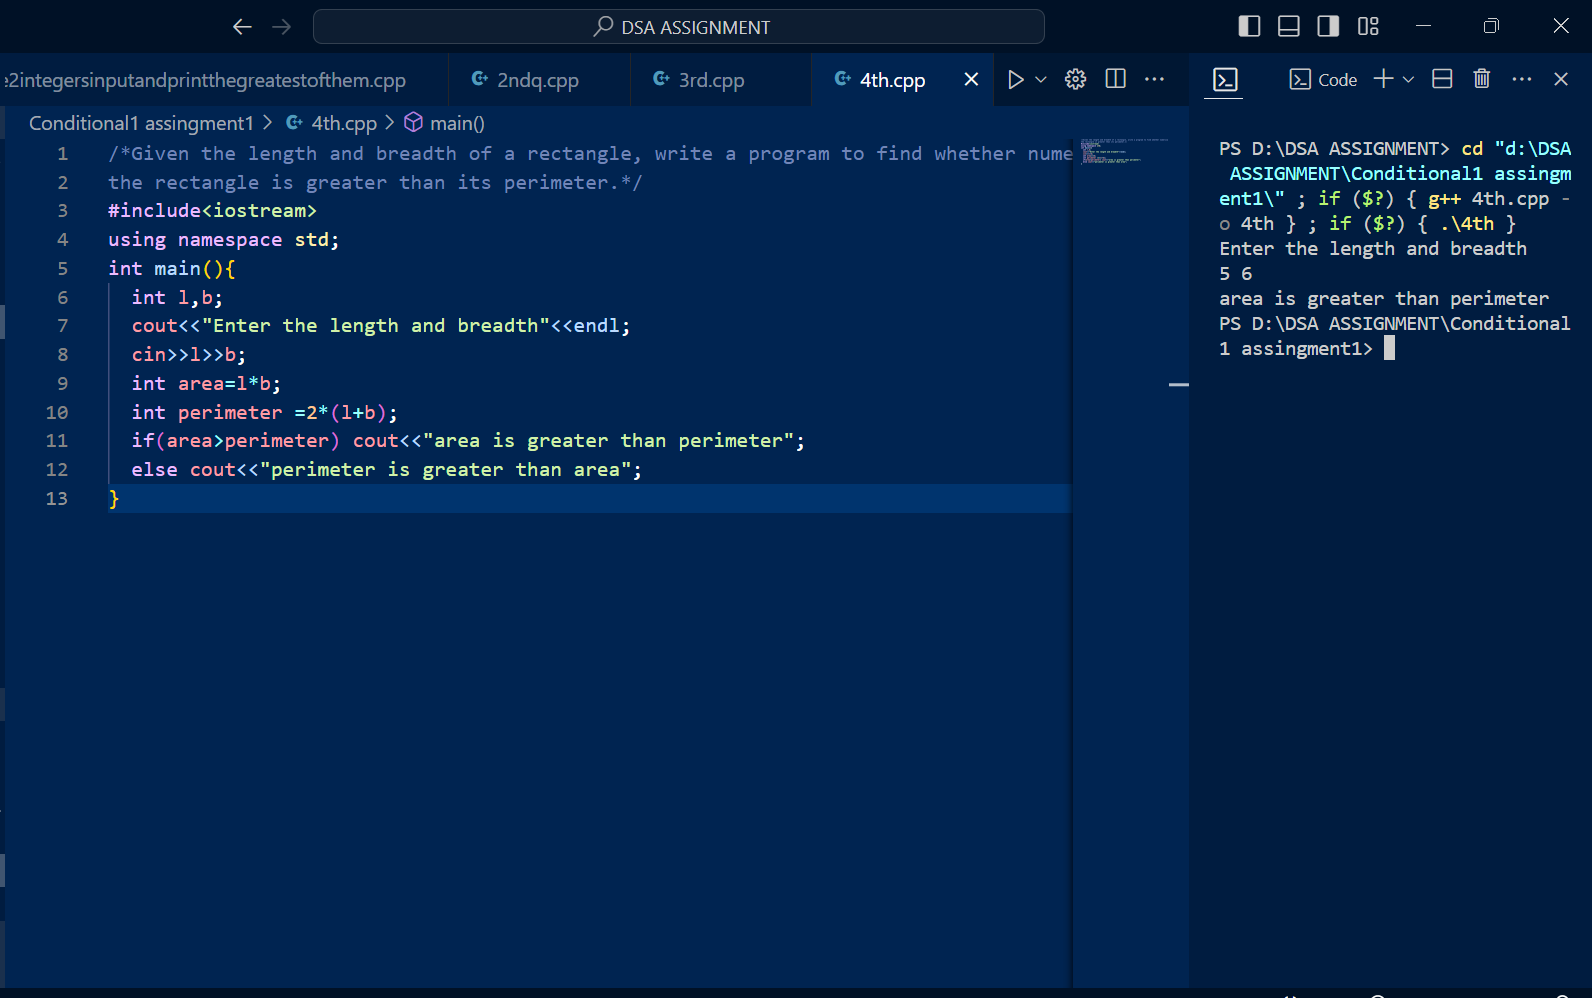 DSA ASSIGNMENT
e2integersinputandprintthegreatestofthem.cpp
2ndq.cpp
3rd.cpp
4th.cpp
Code
Conditional1 assingment1 > 4th.cpp > main()
1 /*Given the length and breadth of a rectangle, write a program to find whether nume
2 the rectangle is greater than its perimeter.*/
3 #include<iostream>
4 using namespace std;
5 int main(){
6 int l,b;
7 cout<<"Enter the length and breadth"<<endl;
8 cin>>l>>b;
9 int area=l*b;
10 int perimeter =2*(l+b);
11 if(area>perimeter) cout<<"area is greater than perimeter";
12 else cout<<"perimeter is greater than area";
13 }
PS D:\DSA ASSIGNMENT> cd "d:\DSA
ASSIGNMENT\Conditional1 assingm
ent1\" ; if ($?) { g++ 4th.cpp -
o 4th } ; if ($?) { .\4th }
Enter the length and breadth
5 6
area is greater than perimeter
PS D:\DSA ASSIGNMENT\Conditional
1 assingment1>